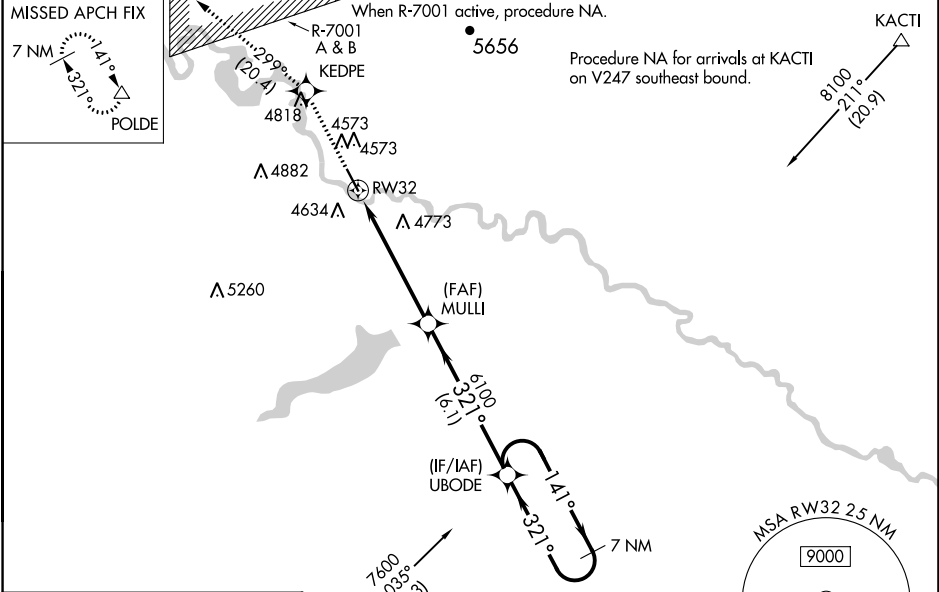 MISSED APCH FIX
7 NM
141°
321°
POLDE
When R-7001 active, procedure NA.
R-7001
A & B
5656
KACTI
Procedure NA for arrivals at KACTI
on V247 southeast bound.
8100
211°
(20.9)
299°
(20.4)
KEDPE
4818
4573
4573
4882
RW32
4634
4773
5260
(FAF)
MULLI
6100
321°
(6.1)
(IF/IAF)
UBODE
141°
321°
7 NM
7600
035°
MSA RW32 25 NM
9000